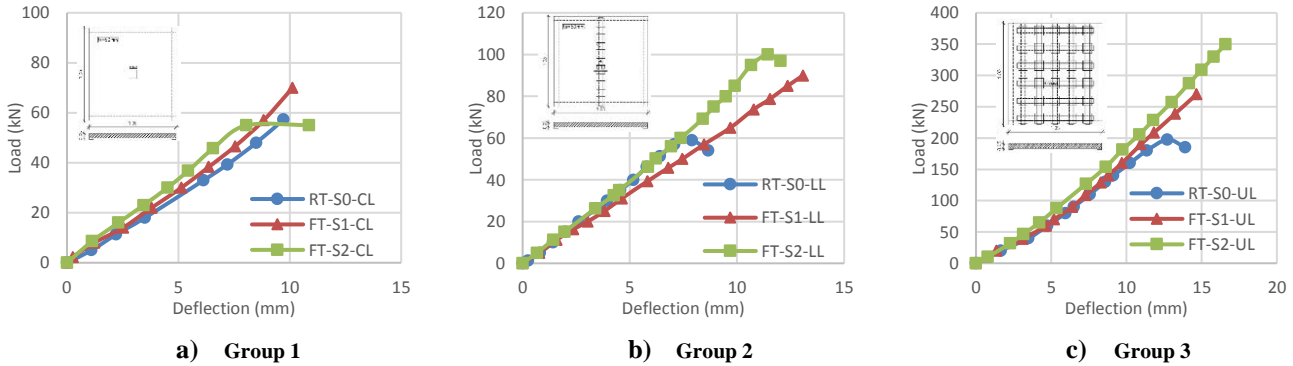 80
70
60
50
40
30
20
10
0
Load (kN)
0 5 10 15
Deflection (mm)
RT-S0-CL
FT-S1-CL
FT-S2-CL
a) Group 1
120
100
80
60
40
20
0
Load (kN)
0 5 10 15
Deflection (mm)
RT-S0-LL
FT-S1-LL
FT-S2-LL
b) Group 2
400
350
300
250
200
150
100
50
0
Load (kN)
0 5 10 15 20
Deflection (mm)
RT-S0-UL
FT-S1-UL
FT-S2-UL
c) Group 3